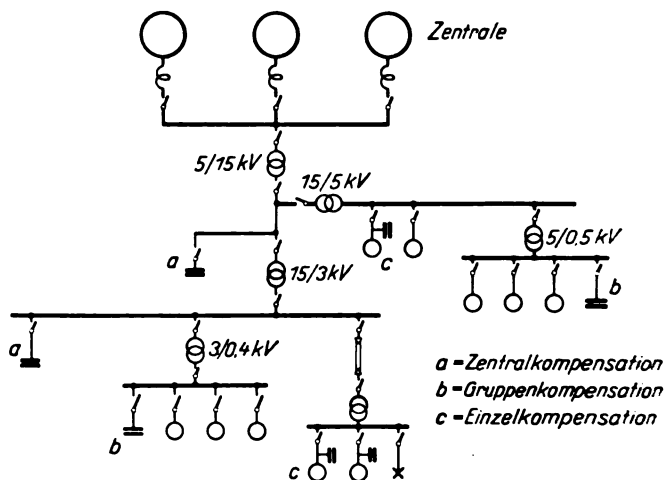 Zentrale
5/15 kV
15/5 kV
5/0,5 kV
c
a
15/3 kV
b
a
3/0,4 kV
b
c
a = Zentralkompensation
b = Gruppenkompensation
c = Einzelkompensation